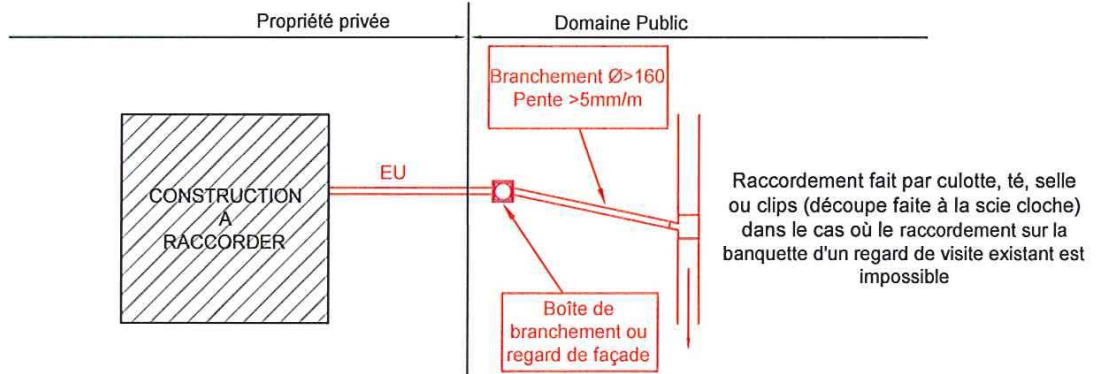 Propriété privée
Domaine Public
Branchement Ø>160
Pente >5mm/m
EU
CONSTRUCTION
A
RACCORDER
Raccordement fait par culotte, té, selle
ou clips (découpe faite à la scie cloche)
dans le cas où le raccordement sur la
banquette d'un regard de visite existant est
impossible
Boîte de
branchement ou
regard de façade